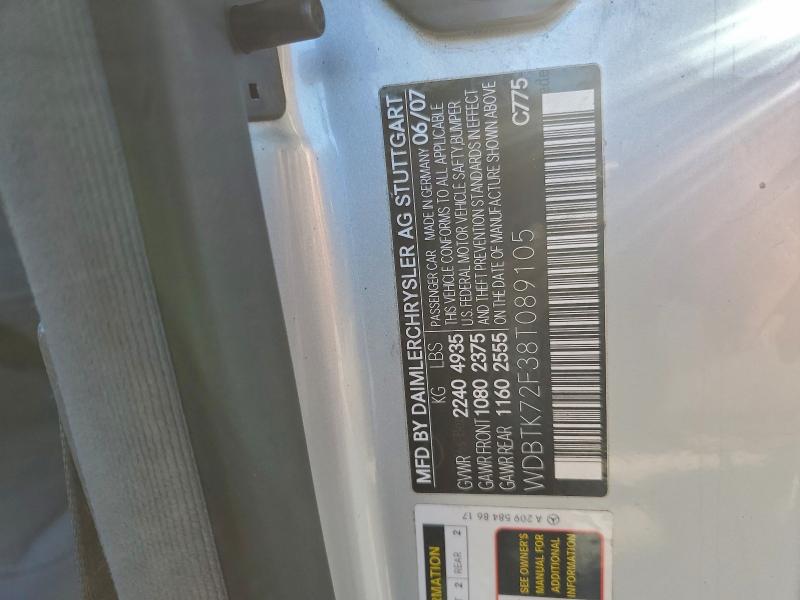 MFD BY DAIMLERCHRYSLER AG STUTTGART
KG LBS PASSENGER CAR MADE IN GERMANY 06/07
GVWR 2240 4935 THIS VEHICLE CONFORMS TO ALL APPLICABLE
U.S. FEDERAL MOTOR VEHICLE SAFETY, BUMPER
GAWR FRONT 1080 2375 AND THEFT PREVENTION STANDARDS IN EFFECT
GAWR REAR 1160 2555 ON THE DATE OF MANUFACTURE SHOWN ABOVE
WDBTK72F38T089105 C775
A 209 584 86 17
RMATION
2 REAR 2
SEE OWNER'S
MANUAL FOR
ADDITIONAL
INFORMATION